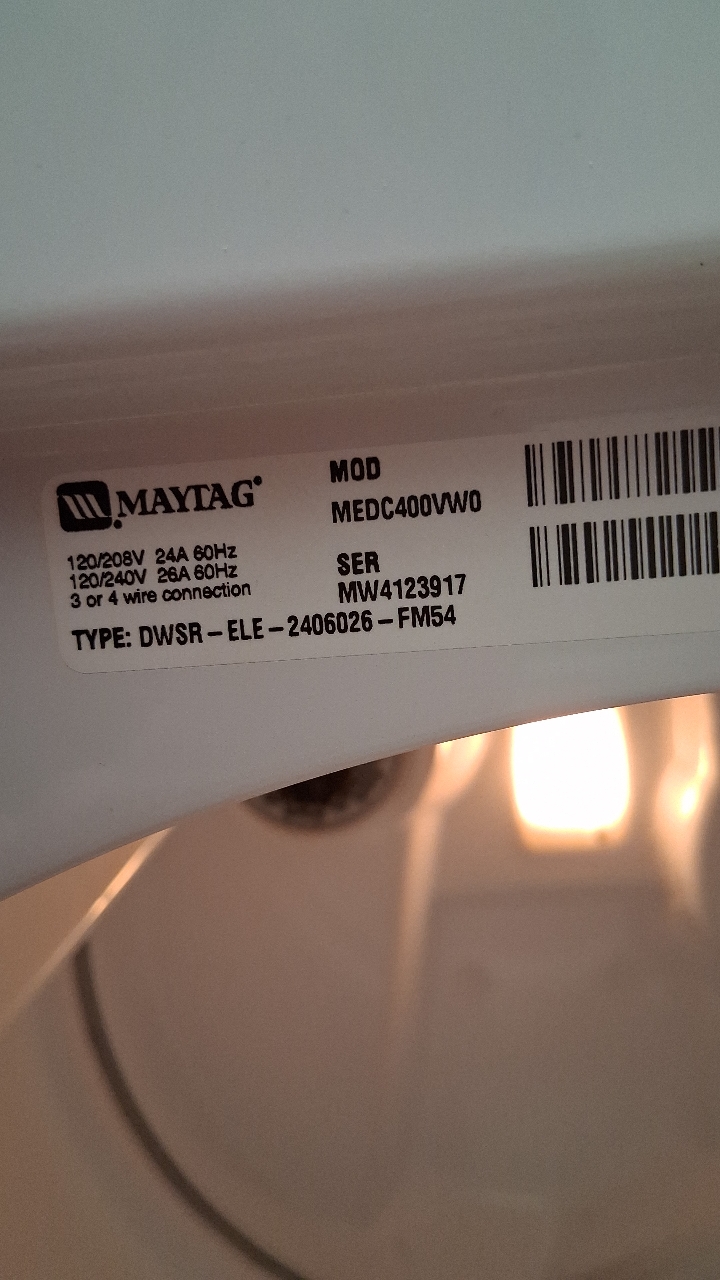 MAYTAG
120/208V 24A 60Hz
120/240V 26A 60Hz
3 or 4 wire connection
MOD
MEDC400VW0
SER
MW4123917
TYPE: DWSR-ELE-2406026-FM54